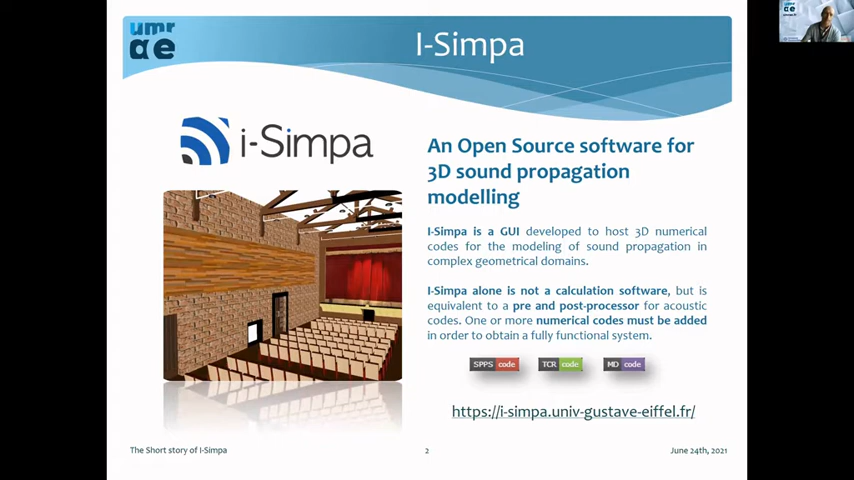 umr
ae
I-Simpa
i-Simpa
An Open Source software for
3D sound propagation
modelling
I-Simpa is a GUI developed to host 3D numerical
codes for the modeling of sound propagation in
complex geometrical domains.
I-Simpa alone is not a calculation software, but is
equivalent to a pre and post-processor for acoustic
codes. One or more numerical codes must be added
in order to obtain a fully functional system.
SPPS code TCR code MD code
https://i-simpa.univ-gustave-eiffel.fr/
The Short story of I-Simpa 2 June 24th, 2021